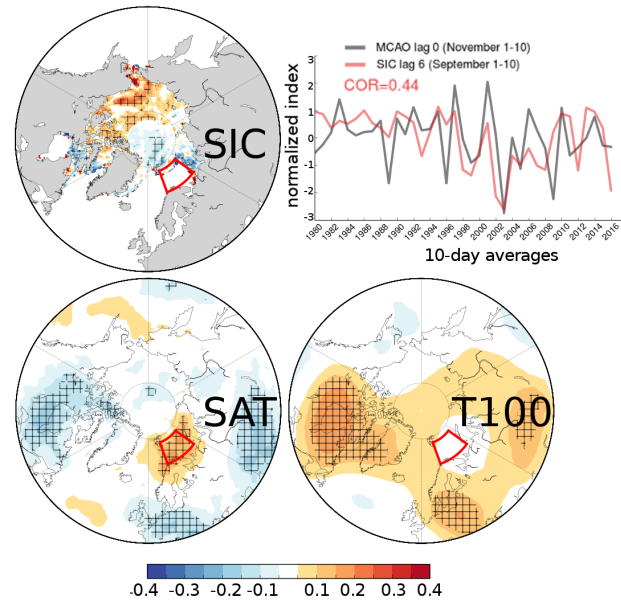 SIC
MCAO lag 0 (November 1-10)
SIC lag 6 (September 1-10)
COR=0.44
normalized index
3
2
1
0
-1
-2
-3
1980 1982 1984 1986 1988 1990 1992 1994 1996 1998 2000 2002 2004 2006 2008 2010 2012 2014 2016
10-day averages
SAT
T100
-0.4 -0.3 -0.2 -0.1 0.1 0.2 0.3 0.4